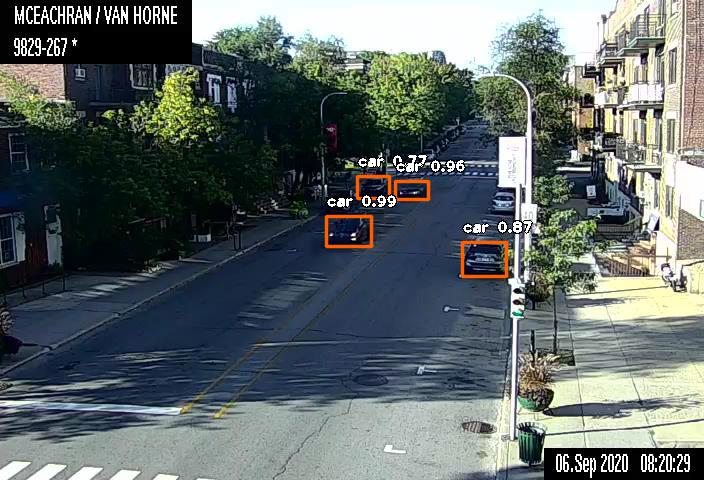 MCEACHRAN / VAN HORNE
9829-267 *
car 0.77
car 0.96
car 0.99
car 0.87
06.Sep 2020 08:20:29